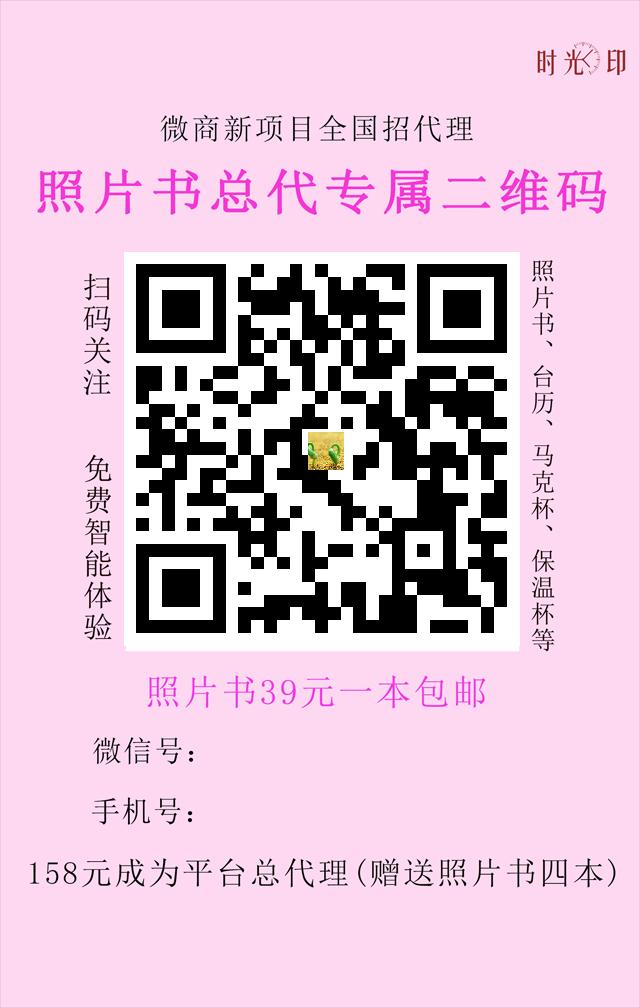 时光印
微商新项目全国招代理
照片书总代专属二维码
扫码关注
免费智能体验
照片书、台历、马克杯、保温杯等
照片书39元一本包邮
微信号：
手机号：
158元成为平台总代理(赠送照片书四本)